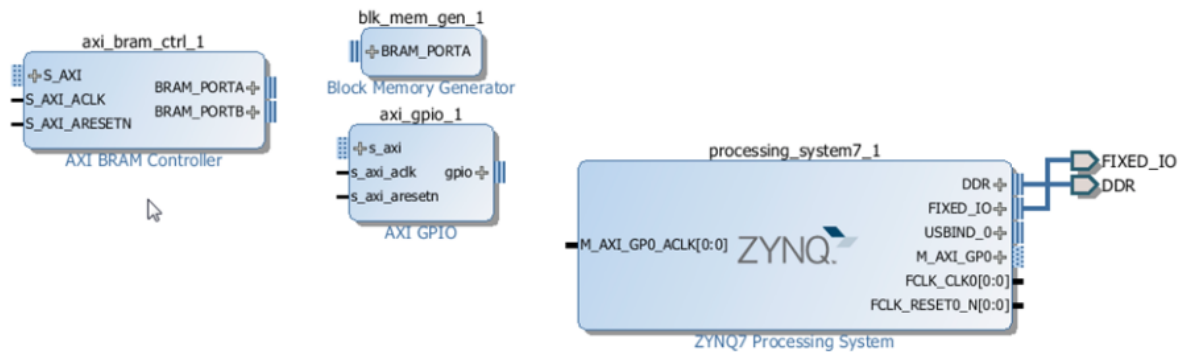 axi_bram_ctrl_1
S_AXI
S_AXI_ACLK
S_AXI_ARESETN
BRAM_PORTA
BRAM_PORTB
AXI BRAM Controller
blk_mem_gen_1
BRAM_PORTA
Block Memory Generator
axi_gpio_1
s_axi
s_axi_aclk
s_axi_aresetn
gpio
AXI GPIO
processing_system7_1
M_AXI_GP0_ACLK[0:0]
ZYNQ
DDR
FIXED_IO
USBIND_0
M_AXI_GP0
FCLK_CLK0[0:0]
FCLK_RESET0_N[0:0]
ZYNQ7 Processing System
FIXED_IO
DDR